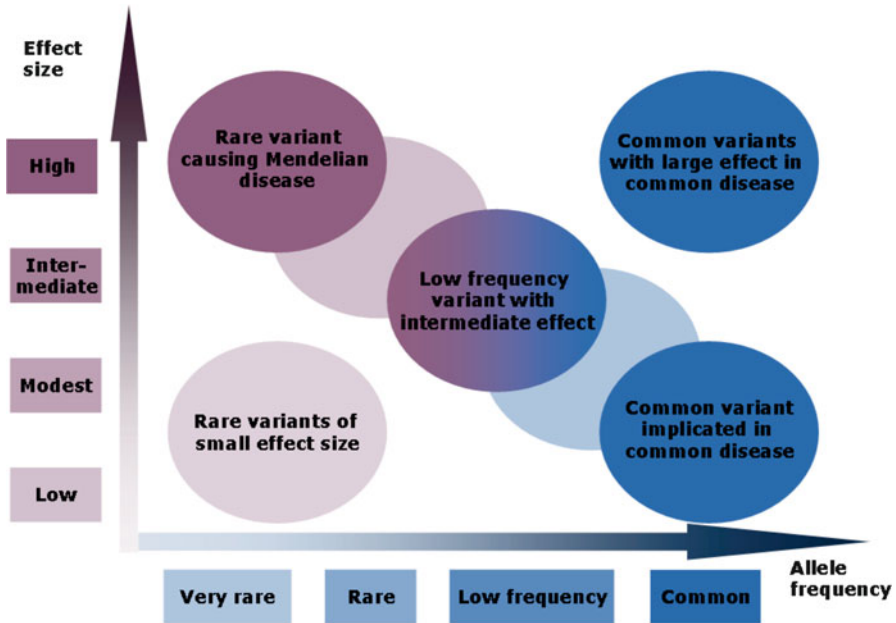 Effect
size
High
Inter-
mediate
Modest
Low
Rare variant
causing Mendelian
disease
Common variants
with large effect in
common disease
Low frequency
variant with
intermediate effect
Rare variants of
small effect size
Common variant
implicated in
common disease
Very rare
Rare
Low frequency
Common
Allele
frequency